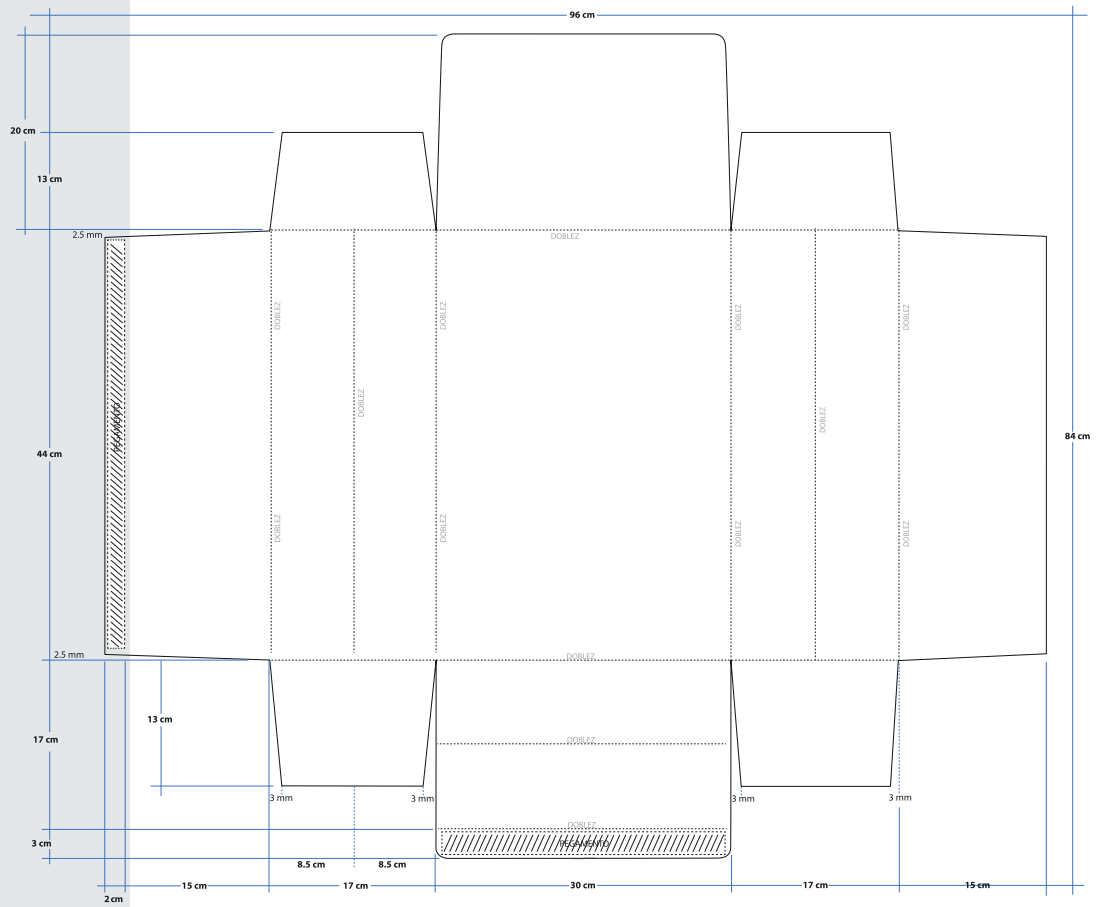 96 cm
20 cm
13 cm
2.5 mm
DOBLEZ
DOBLEZ
DOBLEZ
DOBLEZ
DOBLEZ
DOBLEZ
DOBLEZ
PEGAMENTO
84 cm
44 cm
DOBLEZ
DOBLEZ
DOBLEZ
DOBLEZ
2.5 mm
DOBLEZ
13 cm
17 cm
DOBLEZ
3 mm
3 mm
3 mm
3 mm
DOBLEZ
3 cm
PEGAMENTO
8.5 cm
8.5 cm
15 cm
17 cm
30 cm
17 cm
15 cm
2 cm